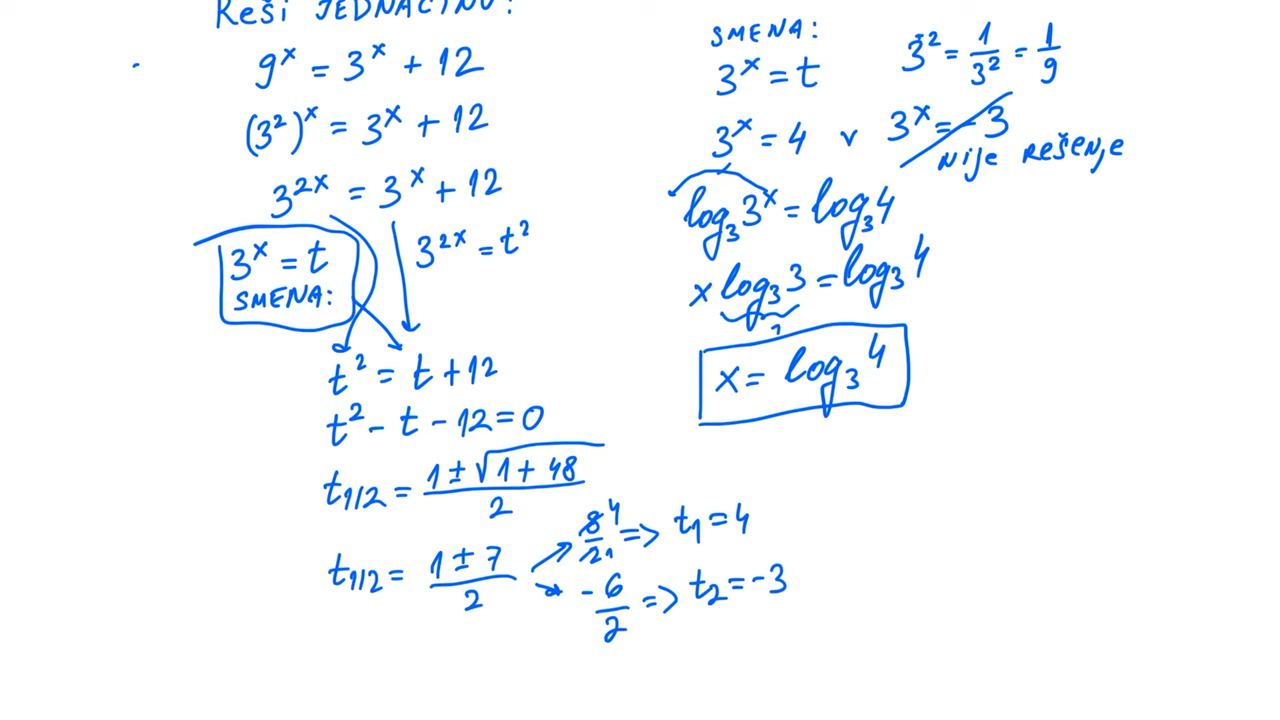 Reši JEDNAČINU:
9^x = 3^x + 12
(3^2)^x = 3^x + 12
3^2x = 3^x + 12
3^x = t
SMENA:
3^2x = t^2
t^2 = t + 12
t^2 - t - 12 = 0
t1/2 = (1 ± √(1 + 48)) / 2
t1/2 = (1 ± 7) / 2
8/2 4 1 => t1 = 4
-6/2 => t2 = -3
SMENA:
3^x = t
3^-2 = 1/3^2 = 1/9
3^x = 4 v 3^x = -3
nije REŠENJE
log3 3^x = log3 4
x log3 3 = log3 4
1
x = log3 4